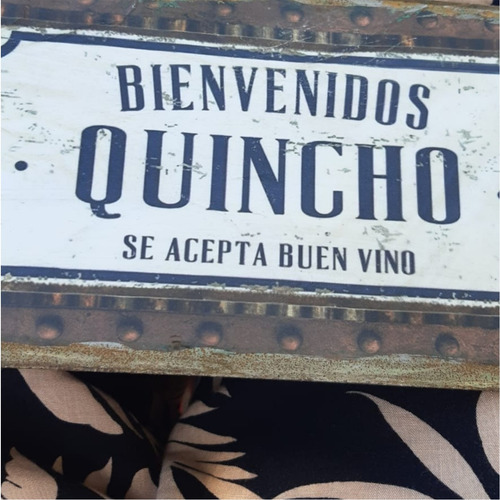 BIENVENIDOS
QUINCHO
SE ACEPTA BUEN VINO